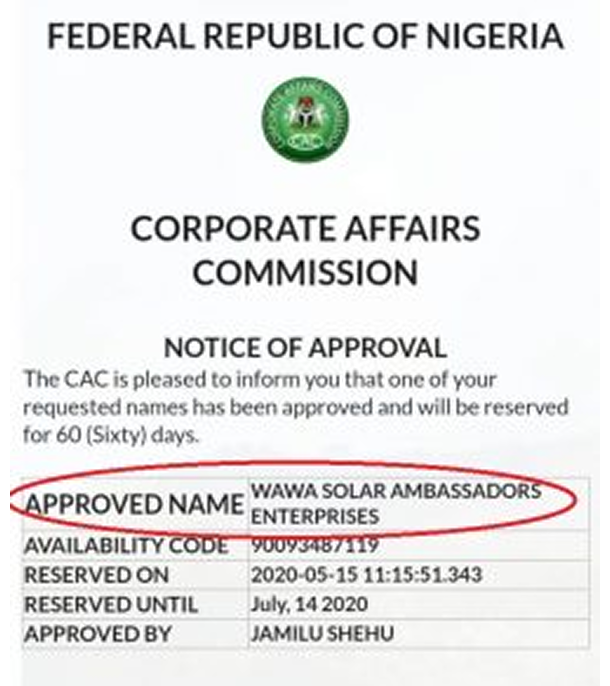 FEDERAL REPUBLIC OF NIGERIA
CAC
CORPORATE AFFAIRS
COMMISSION
NOTICE OF APPROVAL
The CAC is pleased to inform you that one of your
requested names has been approved and will be reserved
for 60 (Sixty) days.
APPROVED NAME WAWA SOLAR AMBASSADORS
ENTERPRISES
AVAILABILITY CODE 90093487119
RESERVED ON 2020-05-15 11:15:51.343
RESERVED UNTIL July, 14 2020
APPROVED BY JAMILU SHEHU